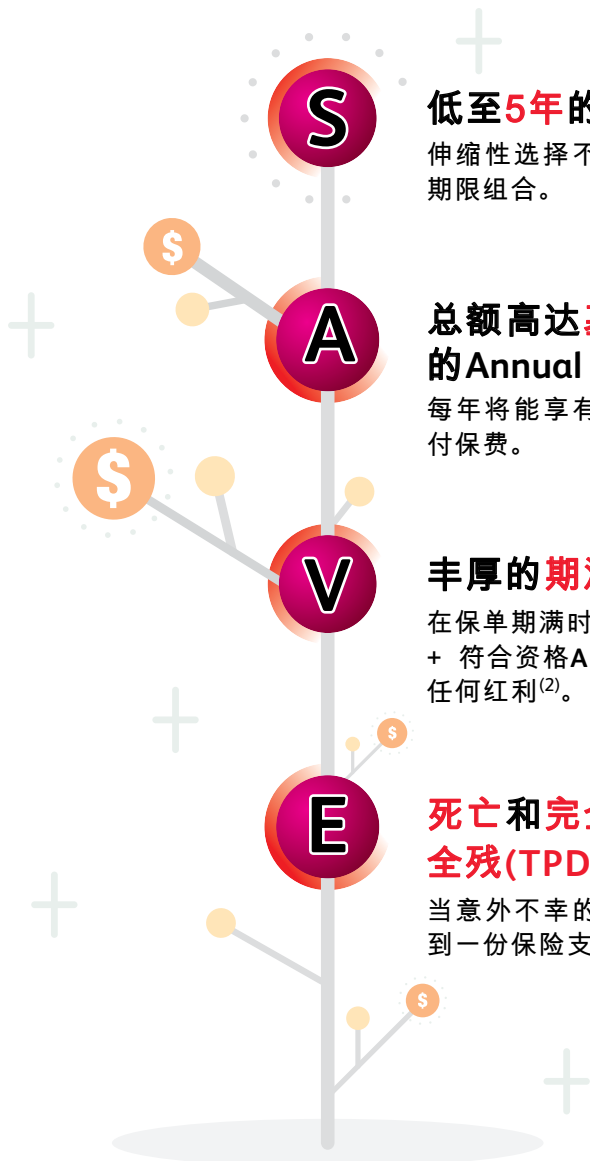 S
低至5年的
伸缩性选择不
期限组合。
$
A
总额高达
的Annual
每年将能享有
付保费。
$
V
丰厚的期满
在保单期满时
+ 符合资格A
任何红利(2)。
$
E
死亡和完全
全残(TPD
当意外不幸的
到一份保险支
$